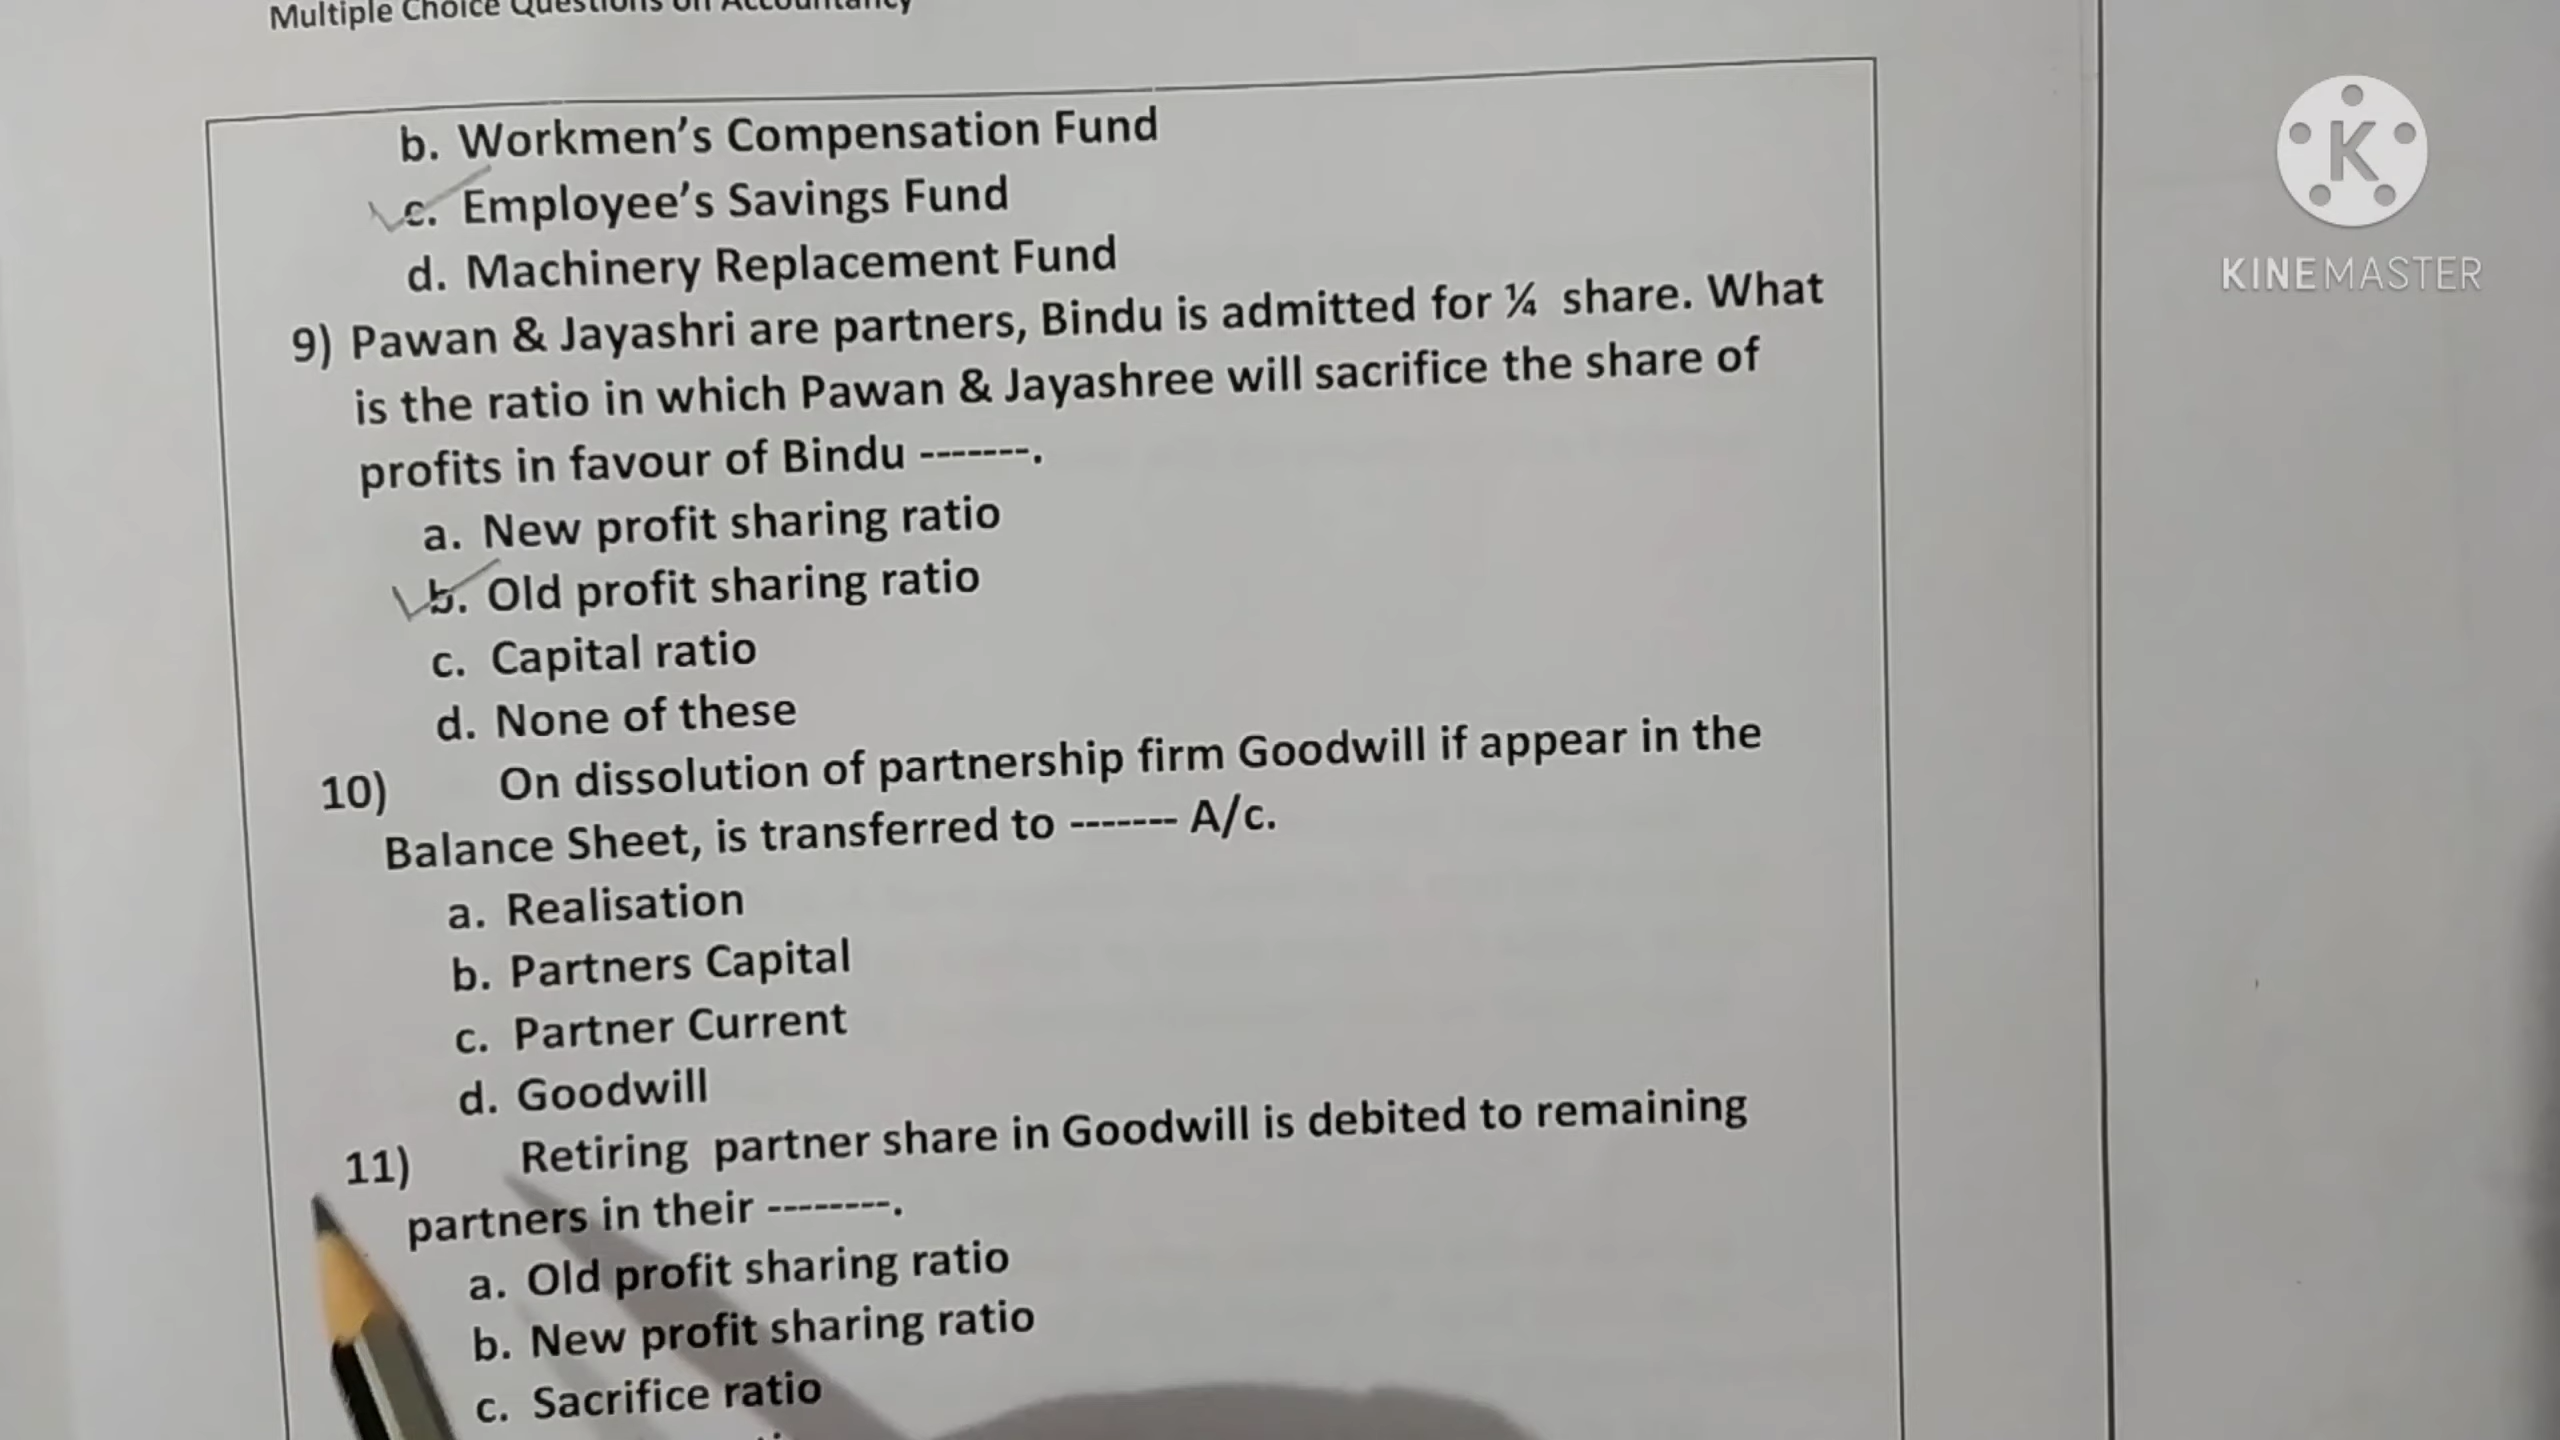 Multiple Choice Questions on Accountancy
b. Workmen's Compensation Fund
c. Employee's Savings Fund
d. Machinery Replacement Fund
9) Pawan & Jayashri are partners, Bindu is admitted for ¼ share. What
is the ratio in which Pawan & Jayashree will sacrifice the share of
profits in favour of Bindu -------.
a. New profit sharing ratio
b. Old profit sharing ratio
c. Capital ratio
d. None of these
10) On dissolution of partnership firm Goodwill if appear in the
Balance Sheet, is transferred to ------- A/c.
a. Realisation
b. Partners Capital
c. Partner Current
d. Goodwill
11) Retiring partner share in Goodwill is debited to remaining
partners in their --------.
a. Old profit sharing ratio
b. New profit sharing ratio
c. Sacrifice ratio
K
KINEMASTER